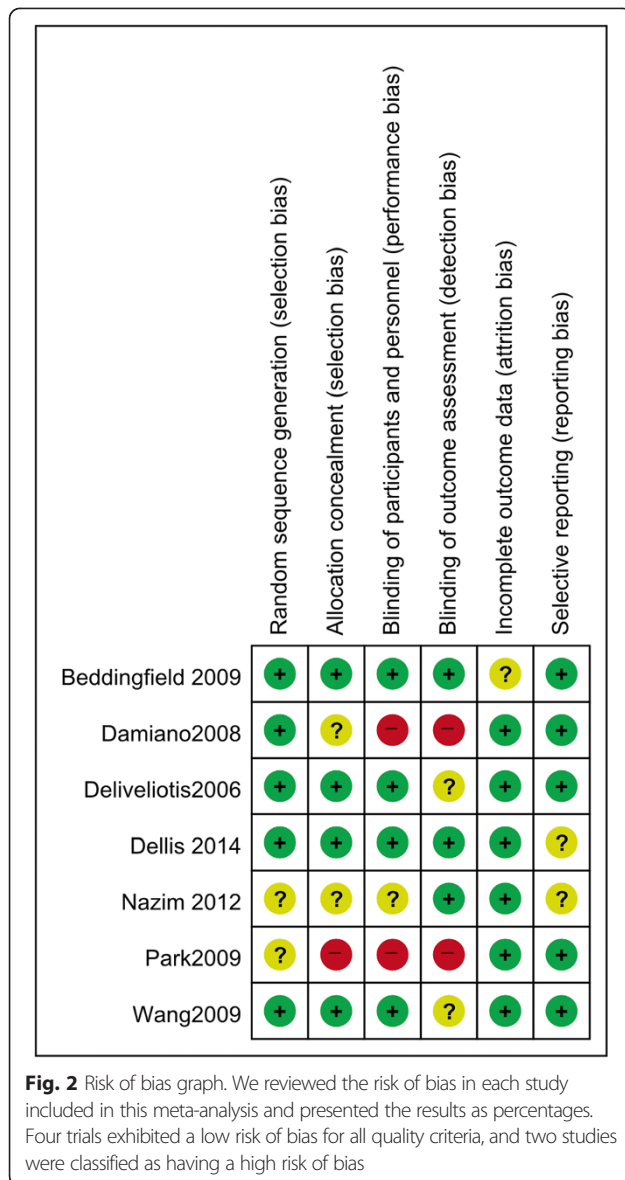 Random sequence generation (selection bias)
Allocation concealment (selection bias)
Blinding of participants and personnel (performance bias)
Blinding of outcome assessment (detection bias)
Incomplete outcome data (attrition bias)
Selective reporting (reporting bias)
Beddingfield 2009 + + + + ? +
Damiano2008 + ? – – + +
Deliveliotis2006 + + + ? + +
Dellis 2014 + + + + + ?
Nazim 2012 ? ? ? + + ?
Park2009 ? – – – + +
Wang2009 + + + ? + +
Fig. 2 Risk of bias graph. We reviewed the risk of bias in each study
included in this meta-analysis and presented the results as percentages.
Four trials exhibited a low risk of bias for all quality criteria, and two studies
were classified as having a high risk of bias